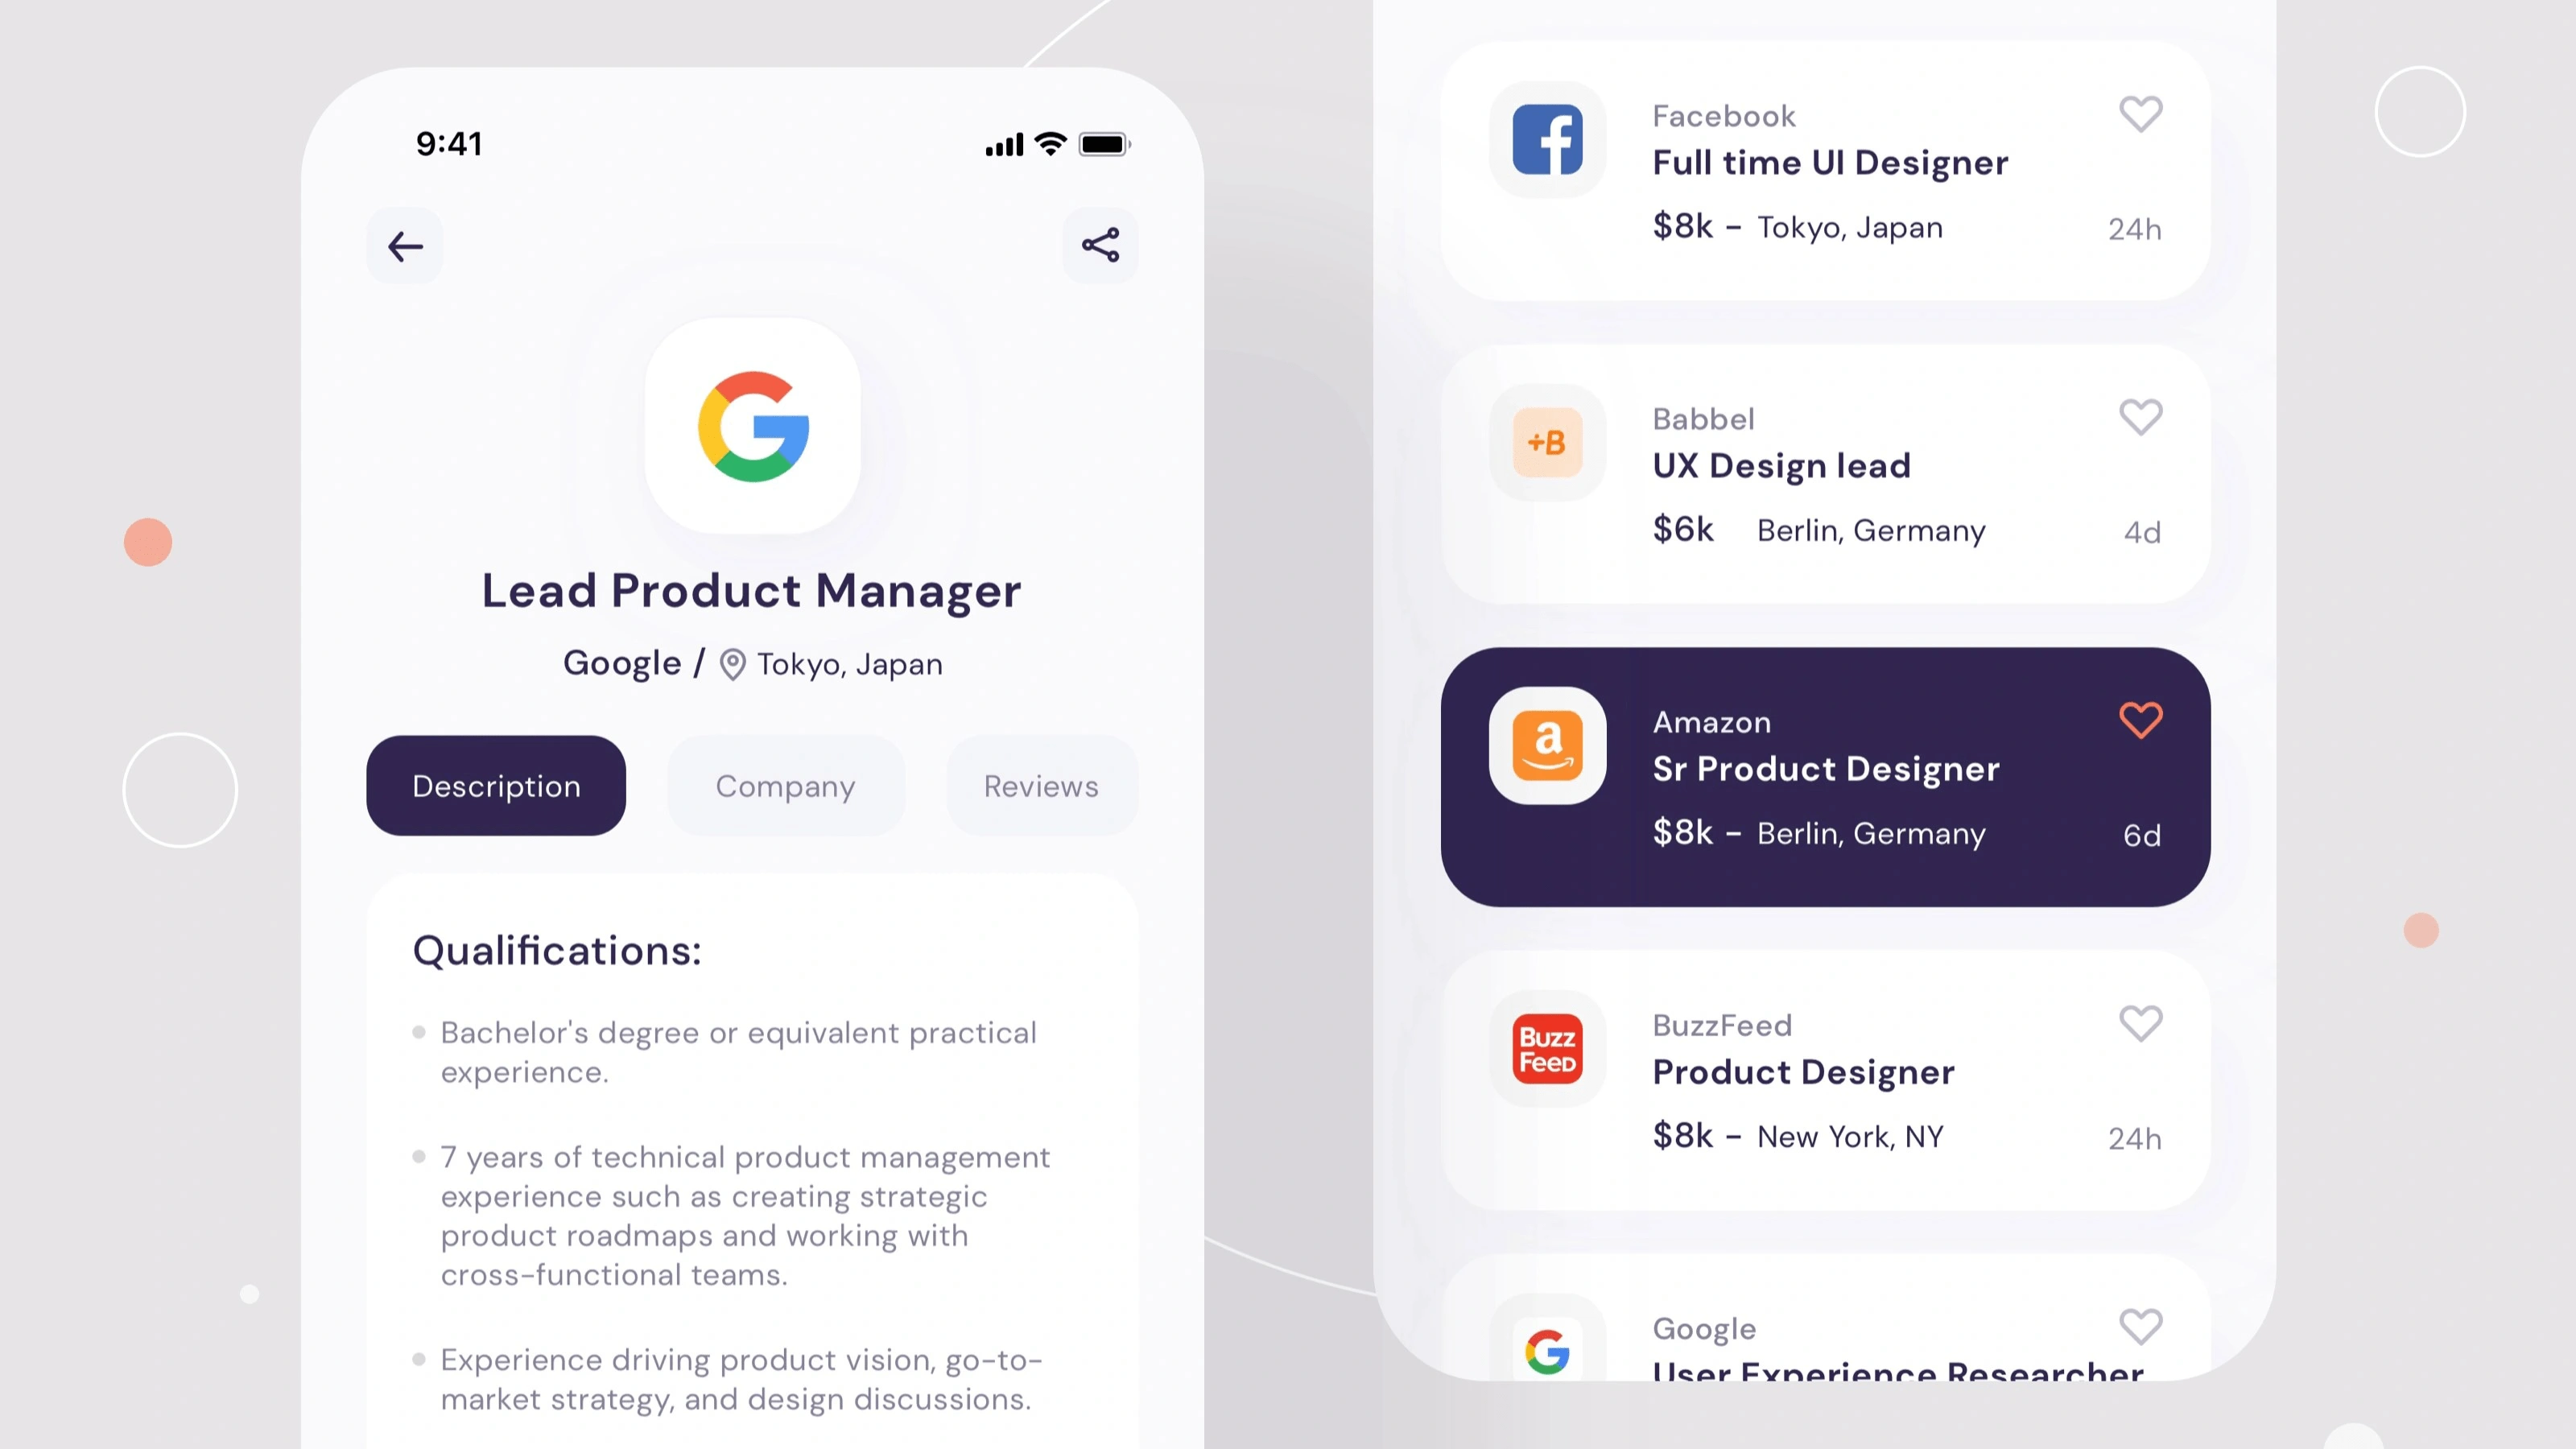 9:41
Lead Product Manager
Google / Tokyo, Japan
Description
Company
Reviews
Qualifications:
Bachelor's degree or equivalent practical
experience.
7 years of technical product management
experience such as creating strategic
product roadmaps and working with
cross-functional teams.
Experience driving product vision, go-to-
market strategy, and design discussions.
f
Facebook
Full time UI Designer
$8k – Tokyo, Japan
24h
+B
Babbel
UX Design lead
$6k Berlin, Germany
4d
a
Amazon
Sr Product Designer
$8k – Berlin, Germany
6d
BuzzFeed
BuzzFeed
Product Designer
$8k – New York, NY
24h
G
Google
User Experience Researcher